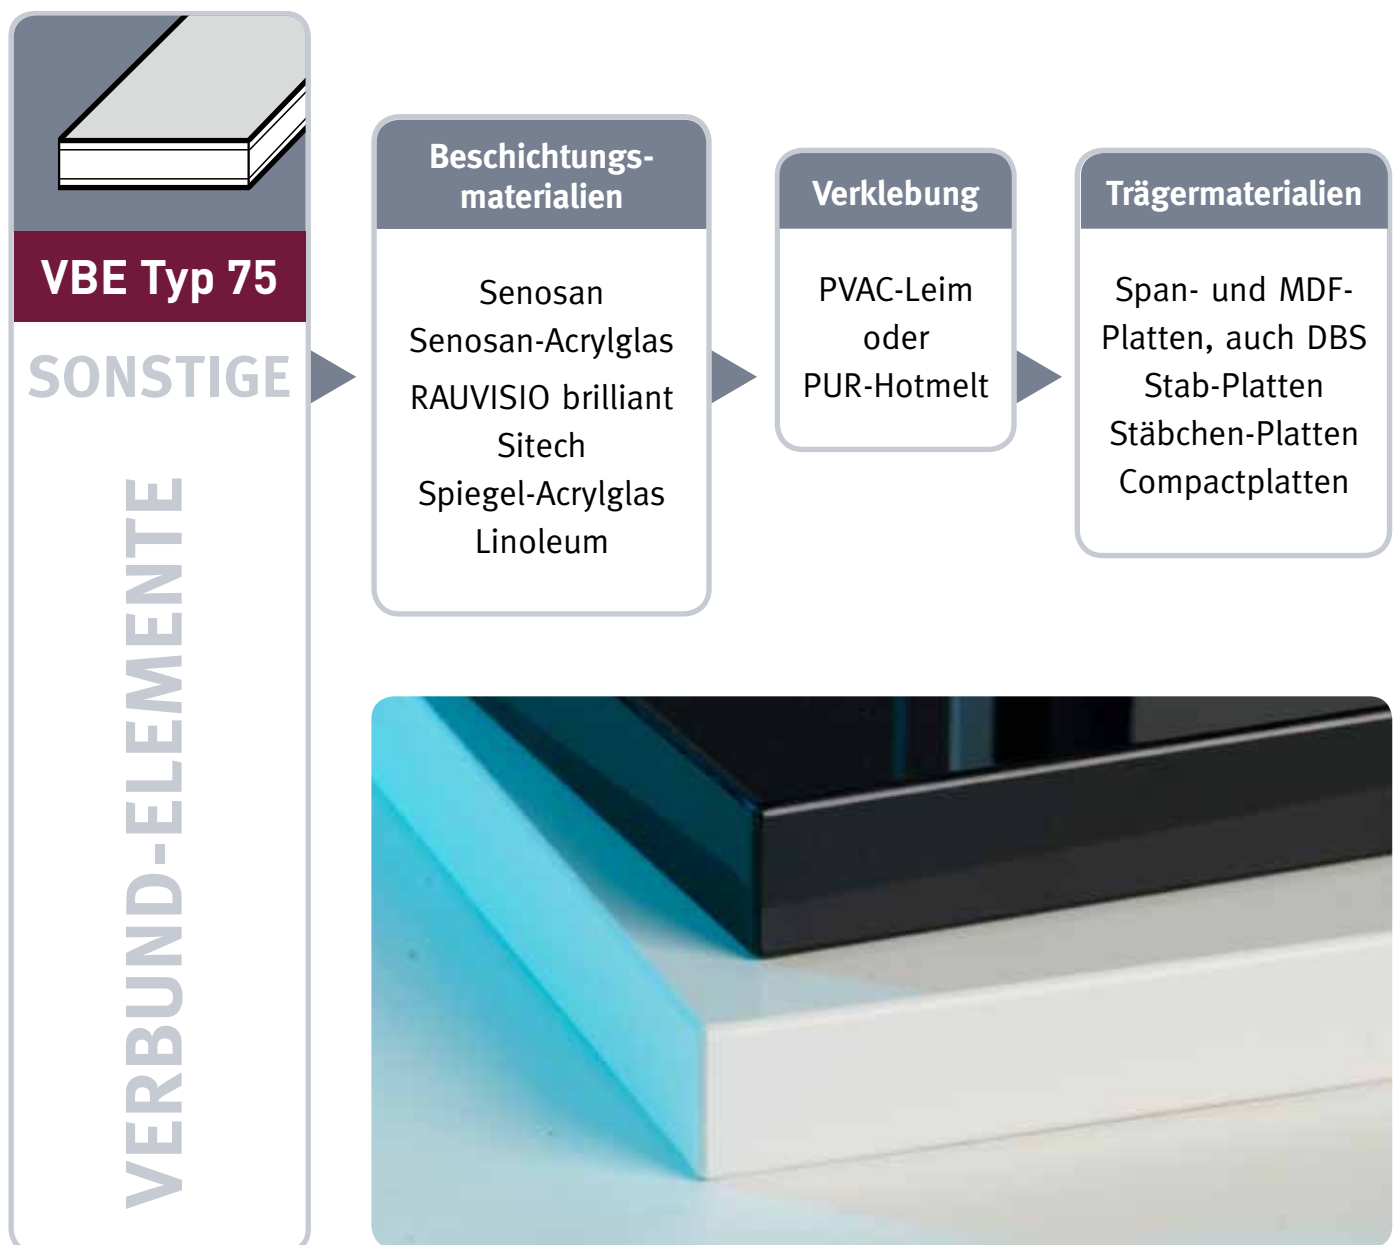 VBE Typ 75
SONSTIGE
VERBUND-ELEMENTE
Beschichtungs-
materialien
Senosan
Senosan-Acrylglas
RAUVISIO brilliant
Sitech
Spiegel-Acrylglas
Linoleum
Verklebung
PVAC-Leim
oder
PUR-Hotmelt
Trägermaterialien
Span- und MDF-
Platten, auch DBS
Stab-Platten
Stäbchen-Platten
Compactplatten